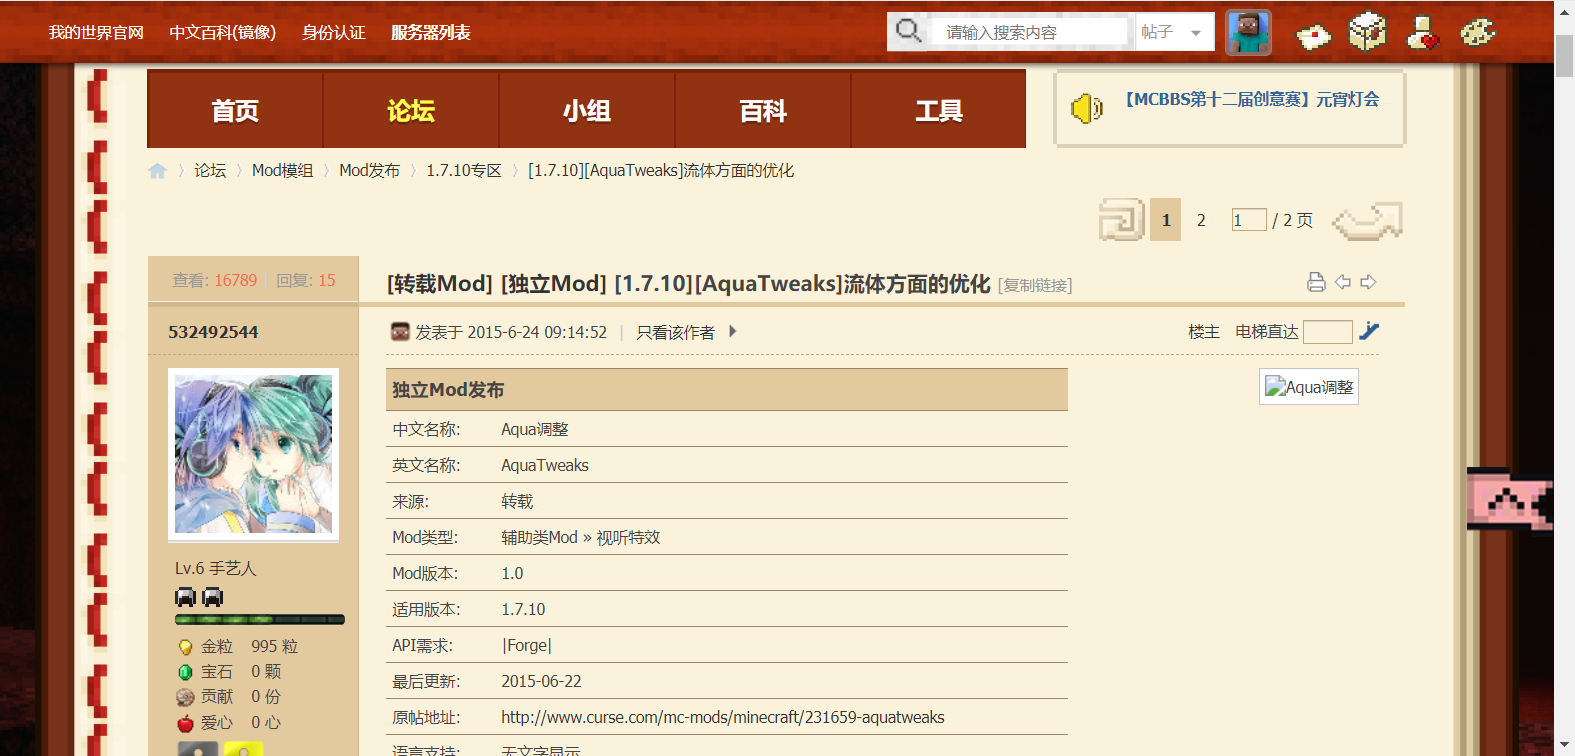 我的世界官网 中文百科(镜像) 身份认证 服务器列表 请输入搜索内容 帖子
首页 论坛 小组 百科 工具
【MCBBS第十二届创意赛】元宵灯会
论坛 Mod模组 Mod发布 1.7.10专区 [1.7.10][AquaTweaks]流体方面的优化
1 2 1 / 2 页
查看: 16789 回复: 15
[转载Mod] [独立Mod] [1.7.10][AquaTweaks]流体方面的优化 [复制链接]
532492544
发表于 2015-6-24 09:14:52 | 只看该作者
楼主 电梯直达
独立Mod发布
Aqua调整
中文名称: Aqua调整
英文名称: AquaTweaks
来源: 转载
Mod类型: 辅助类Mod » 视听特效
Mod版本: 1.0
适用版本: 1.7.10
API需求: |Forge|
最后更新: 2015-06-22
原帖地址: http://www.curse.com/mc-mods/minecraft/231659-aquatweaks
语言支持: 无文字显示
Lv.6 手艺人
金粒 995 粒
宝石 0 颗
贡献 0 份
爱心 0 心